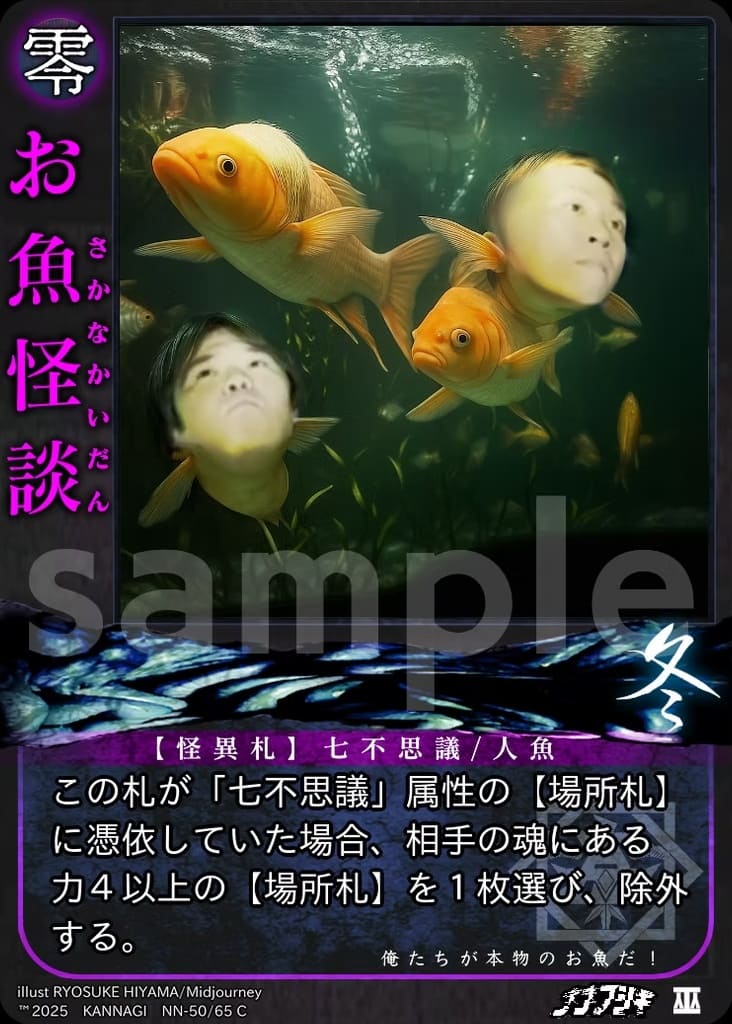 零
お魚怪談
さかなかいだん
sample
冬
【怪異札】七不思議/人魚
この札が「七不思議」属性の【場所札】
に憑依していた場合、相手の魂にある
力４以上の【場所札】を１枚選び、除外
する。
俺たちが本物のお魚だ！
illust RYOSUKE HIYAMA/Midjourney
™2025 KANNAGI NN-50/65 C